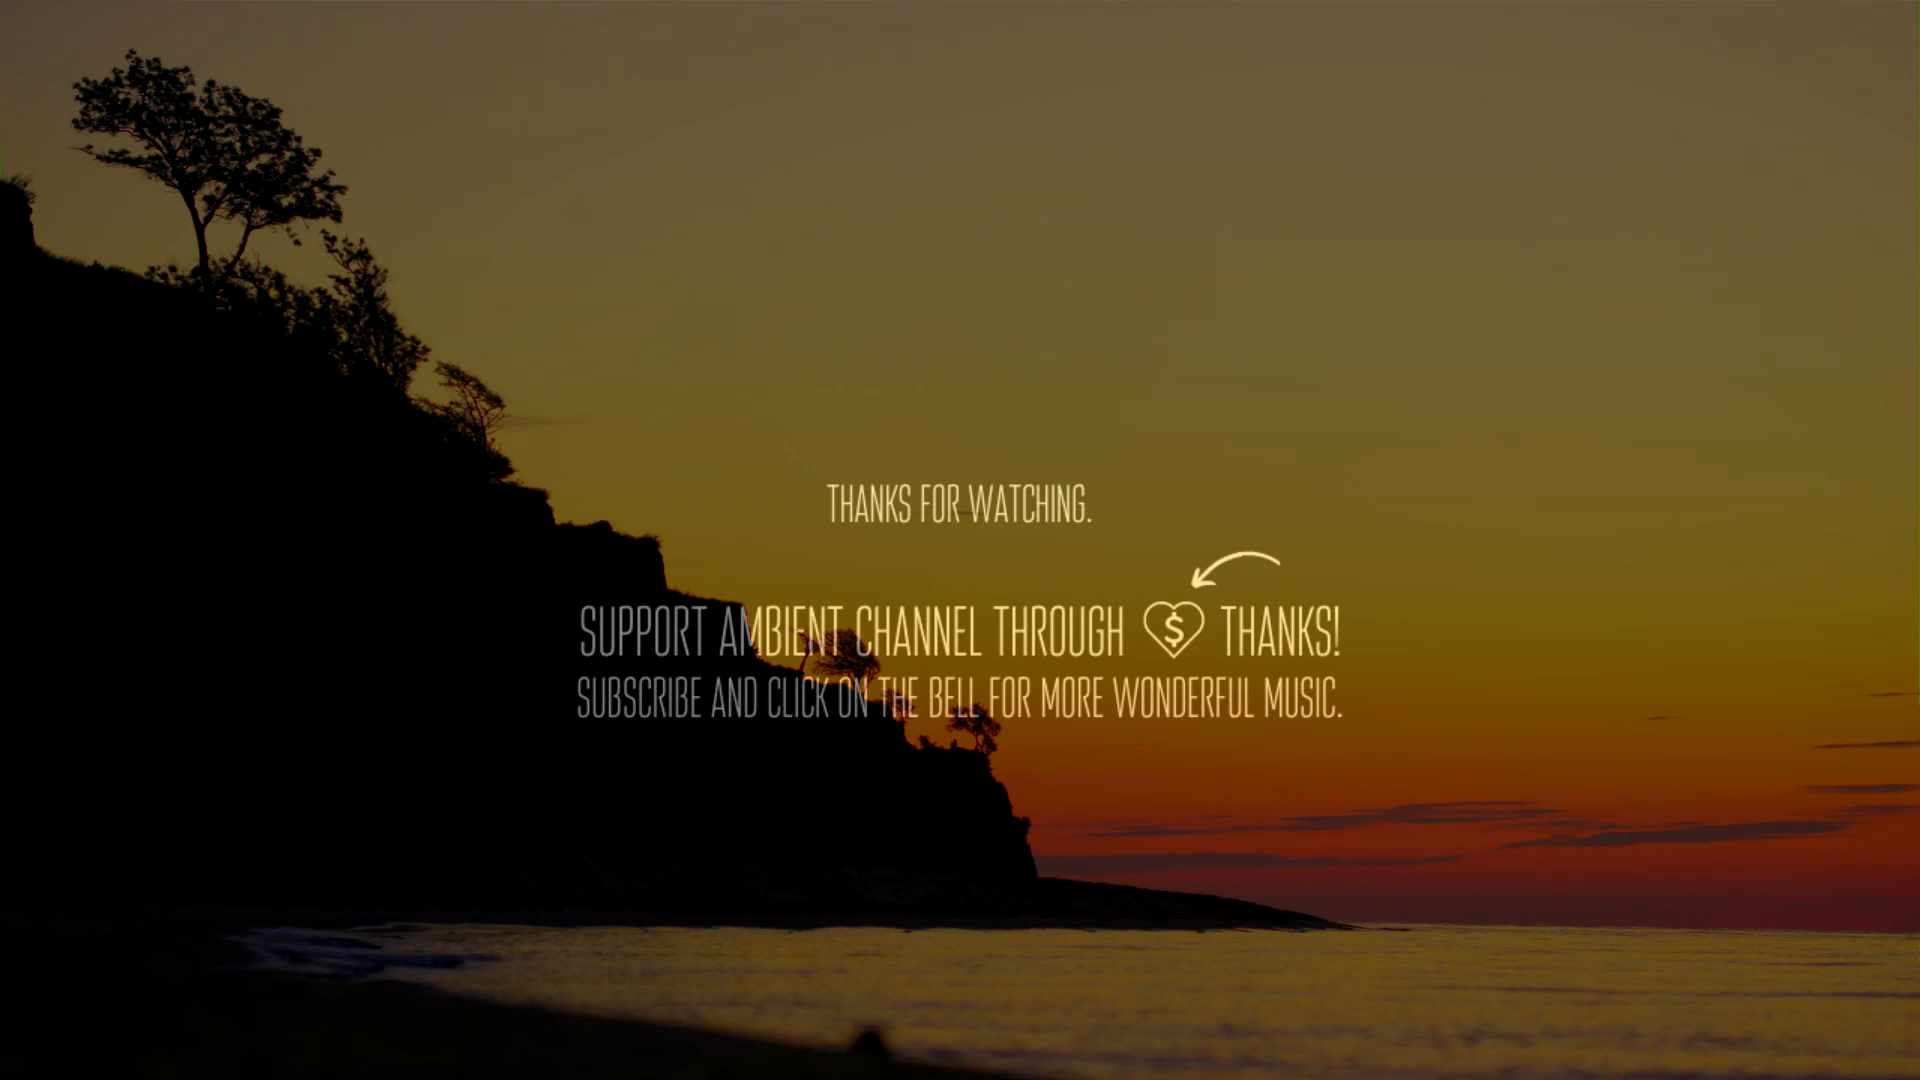 THANKS FOR WATCHING.
SUPPORT AMBIENT CHANNEL THROUGH $ THANKS!
SUBSCRIBE AND CLICK ON THE BELL FOR MORE WONDERFUL MUSIC.